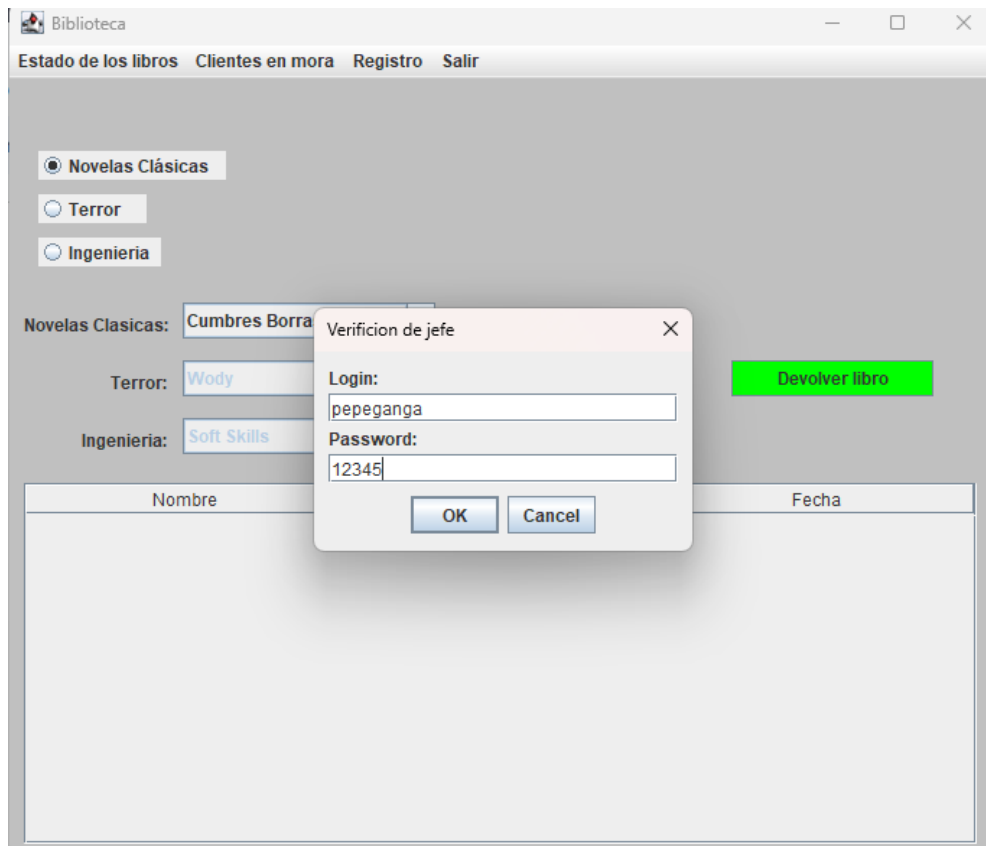 Biblioteca
Estado de los libros Clientes en mora Registro Salir
Novelas Clásicas
Terror
Ingenieria
Novelas Clasicas: Cumbres Borra
Verificion de jefe
Login:
pepeganga
Password:
12345
OK Cancel
Terror: Wody
Devolver libro
Ingenieria: Soft Skills
Nombre Fecha